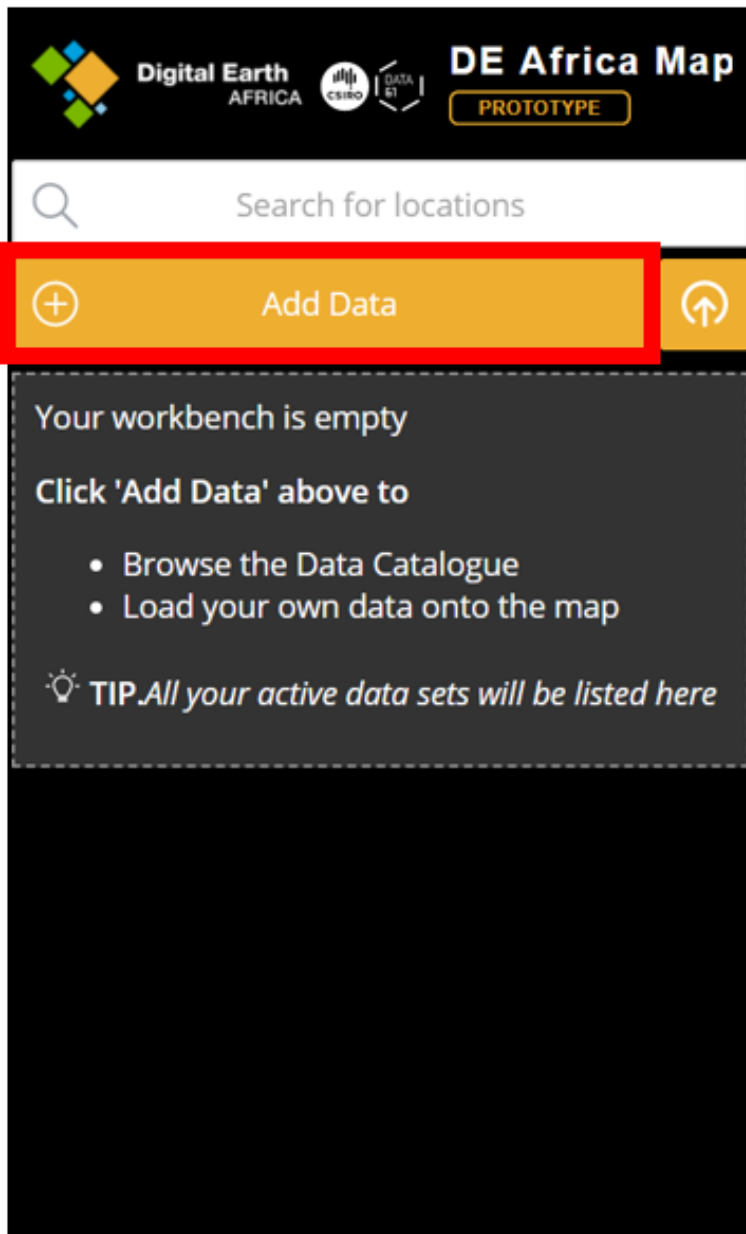 Digital Earth
AFRICA
CSIRO
DATA
61
DE Africa Map
PROTOTYPE
Search for locations
Add Data
Your workbench is empty
Click 'Add Data' above to
• Browse the Data Catalogue
• Load your own data onto the map
TIP.All your active data sets will be listed here